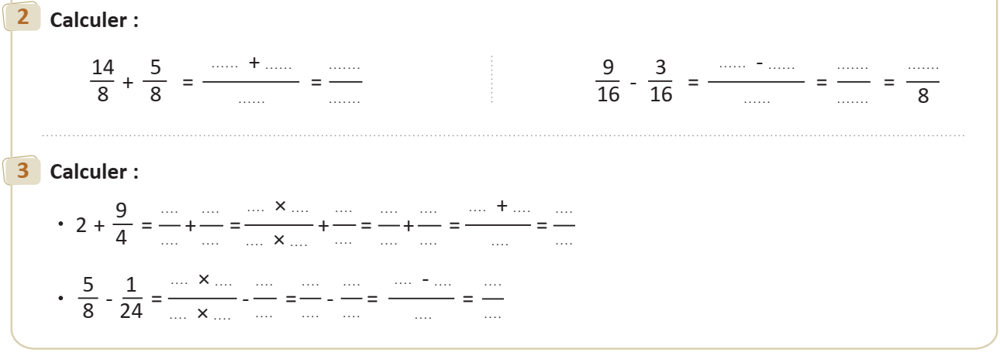 2 Calculer :
14/8 + 5/8 = ...... + ...... / ...... = ....... / .......
9/16 - 3/16 = ...... - ...... / ...... = ....... / ....... = ....... / 8
3 Calculer :
• 2 + 9/4 = .... / .... + .... / .... = .... × .... / .... × .... + .... / .... = .... / .... + .... / .... = .... + .... / .... = .... / ....
• 5/8 - 1/24 = .... × .... / .... × .... - .... / .... = .... / .... - .... / .... = .... - .... / .... = .... / ....